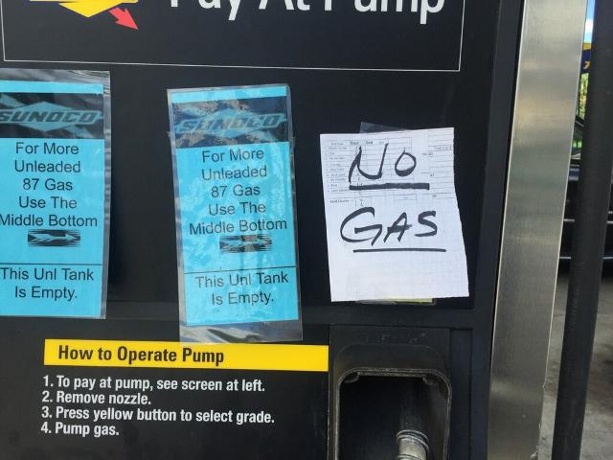 Pay At Pump
SUNOCO
For More
Unleaded
87 Gas
Use The
Middle Bottom
This Unl Tank
Is Empty.
SUNOCO
For More
Unleaded
87 Gas
Use The
Middle Bottom
This Unl Tank
Is Empty.
NO
GAS
How to Operate Pump
1. To pay at pump, see screen at left.
2. Remove nozzle.
3. Press yellow button to select grade.
4. Pump gas.